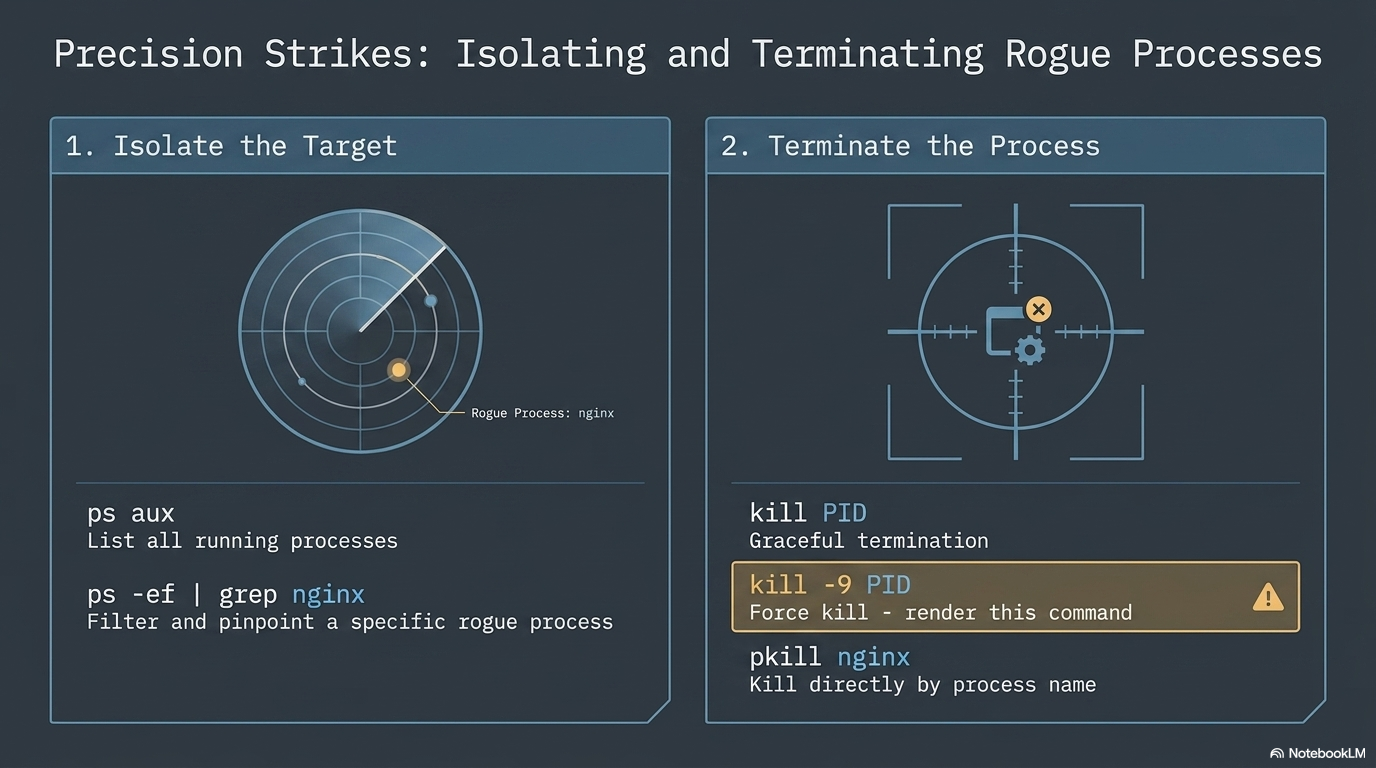 Precision Strikes: Isolating and Terminating Rogue Processes
1. Isolate the Target
Rogue Process: nginx
ps aux
List all running processes
ps -ef | grep nginx
Filter and pinpoint a specific rogue process
2. Terminate the Process
kill PID
Graceful termination
kill -9 PID
Force kill - render this command
pkill nginx
Kill directly by process name
NotebookLM